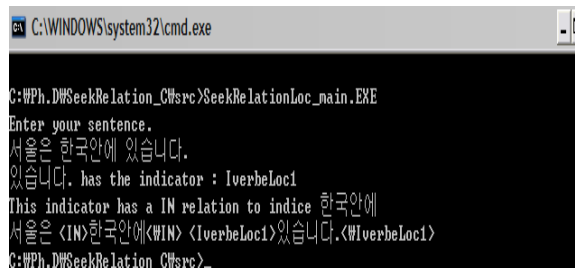 C:\WINDOWS\system32\cmd.exe
C:₩Ph.D₩SeekRelation_C₩src>SeekRelationLoc_main.EXE
Enter your sentence.
서울은 한국안에 있습니다.
있습니다. has the indicator : IverbeLoc1
This indicator has a IN relation to indice 한국안에
서울은 <IN>한국안에<₩IN> <IverbeLoc1>있습니다.<₩IverbeLoc1>
C:₩Ph.D₩SeekRelation_C₩src>_